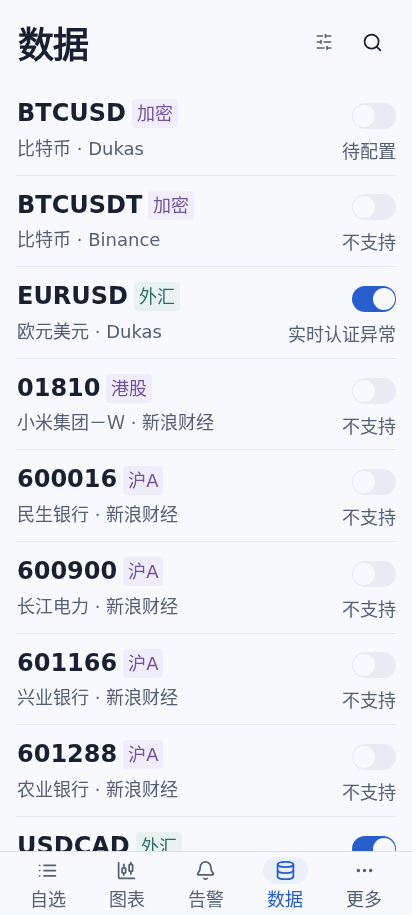 数据
BTCUSD 加密
比特币 · Dukas 待配置
BTCUSDT 加密
比特币 · Binance 不支持
EURUSD 外汇
欧元美元 · Dukas 实时认证异常
01810 港股
小米集团－W · 新浪财经 不支持
600016 沪A
民生银行 · 新浪财经 不支持
600900 沪A
长江电力 · 新浪财经 不支持
601166 沪A
兴业银行 · 新浪财经 不支持
601288 沪A
农业银行 · 新浪财经 不支持
USDCAD 外汇
自选 图表 告警 数据 更多